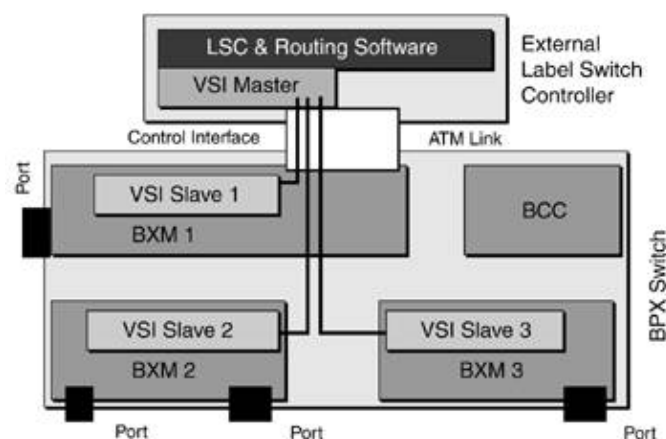 LSC & Routing Software
VSI Master
External
Label Switch
Controller
Control Interface
ATM Link
Port
VSI Slave 1
BXM 1
BCC
BPX Switch
VSI Slave 2
BXM 2
VSI Slave 3
BXM 3
Port
Port
Port